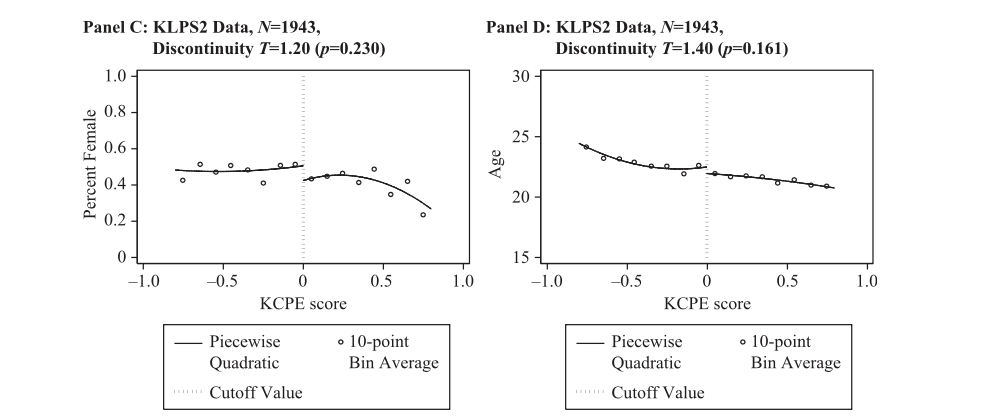 Panel C: KLPS2 Data, N=1943,
Discontinuity T=1.20 (p=0.230)
1.0
0.8
0.6
0.4
0.2
0
Percent Female
−1.0 −0.5 0 0.5 1.0
KCPE score
Piecewise Quadratic
10-point Bin Average
Cutoff Value
Panel D: KLPS2 Data, N=1943,
Discontinuity T=1.40 (p=0.161)
30
25
20
15
Age
−1.0 −0.5 0 0.5 1.0
KCPE score
Piecewise Quadratic
10-point Bin Average
Cutoff Value